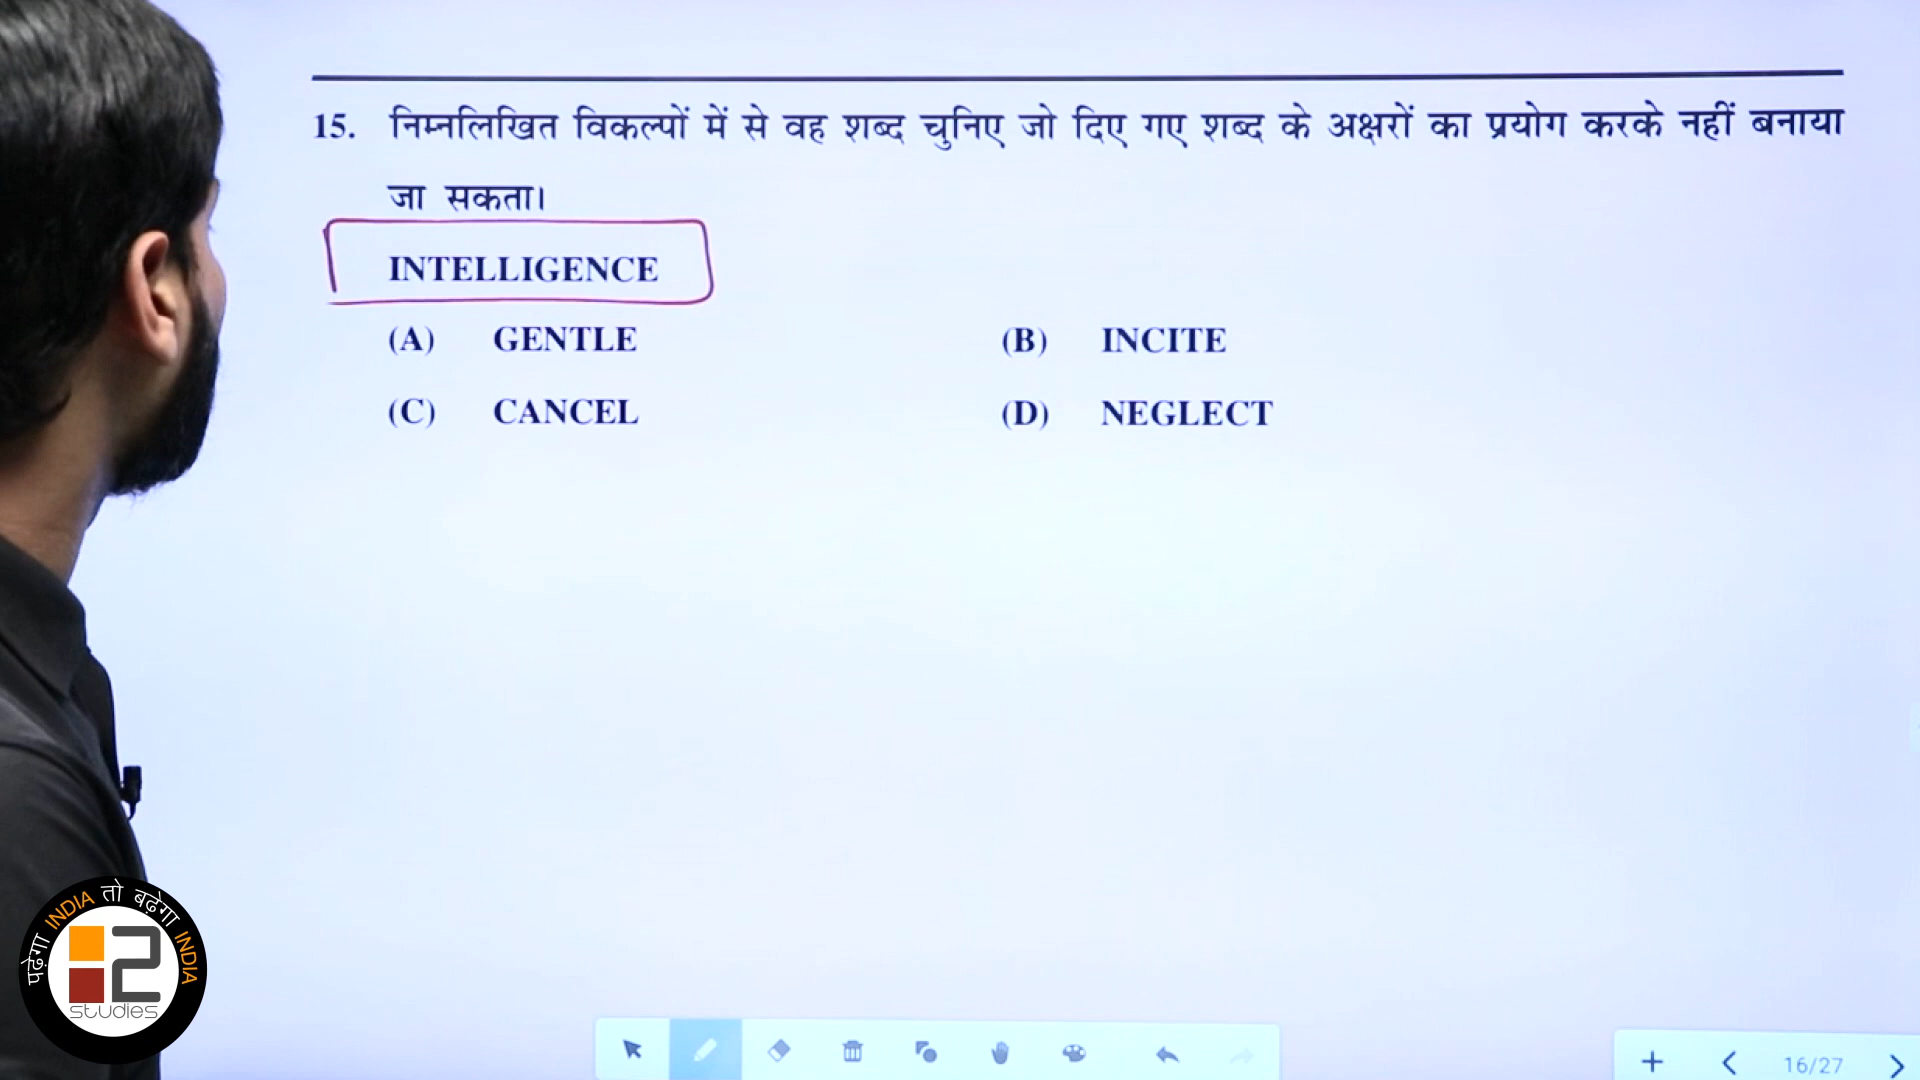 15. निम्नलिखित विकल्पों में से वह शब्द चुनिए जो दिए गए शब्द के अक्षरों का प्रयोग करके नहीं बनाया
जा सकता।
INTELLIGENCE
(A) GENTLE (B) INCITE
(C) CANCEL (D) NEGLECT
पढ़ेगा INDIA तो बढ़ेगा INDIA
i2
studies
16/27